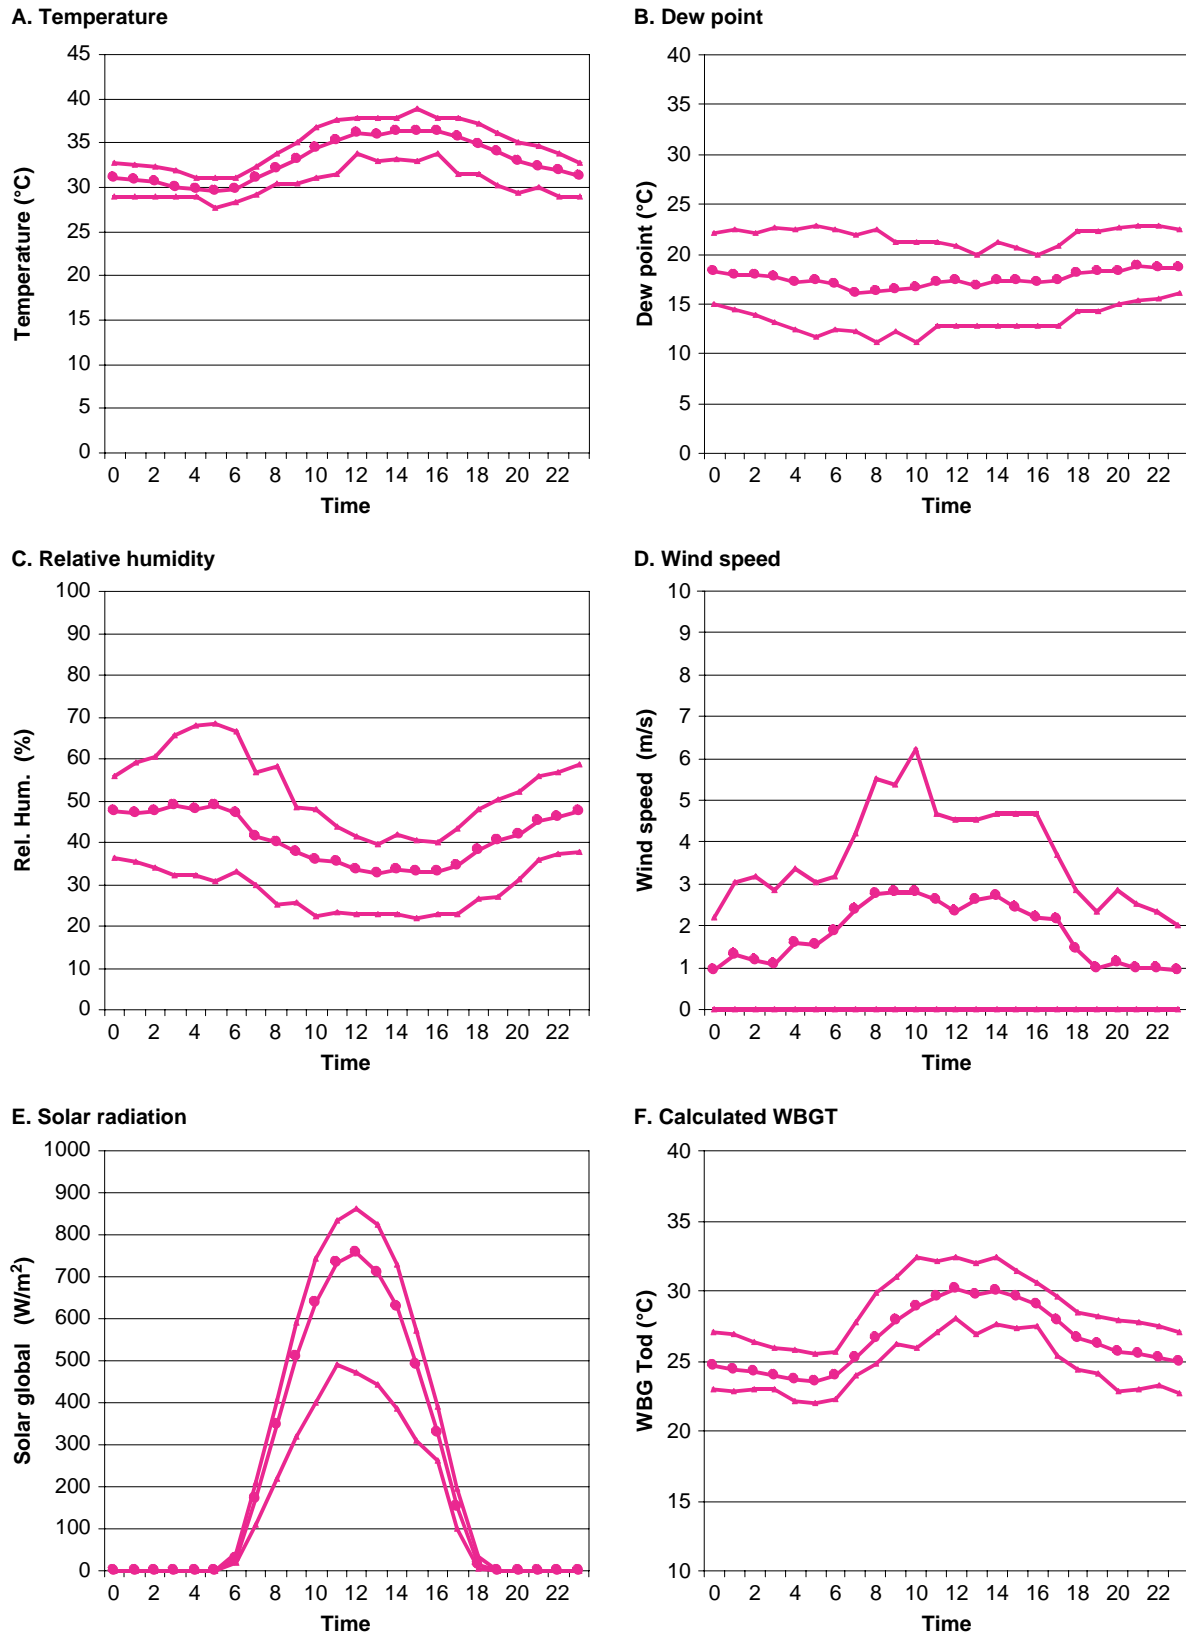 A. Temperature
45
40
35
30
25
20
15
10
5
0
Temperature (°C)
0 2 4 6 8 10 12 14 16 18 20 22
Time
B. Dew point
40
35
30
25
20
15
10
5
0
Dew point (°C)
0 2 4 6 8 10 12 14 16 18 20 22
Time
C. Relative humidity
100
90
80
70
60
50
40
30
20
10
0
Rel. Hum. (%)
0 2 4 6 8 10 12 14 16 18 20 22
Time
D. Wind speed
10
9
8
7
6
5
4
3
2
1
0
Wind speed (m/s)
0 2 4 6 8 10 12 14 16 18 20 22
Time
E. Solar radiation
1000
900
800
700
600
500
400
300
200
100
0
Solar global (W/m²)
0 2 4 6 8 10 12 14 16 18 20 22
Time
F. Calculated WBGT
40
35
30
25
20
15
10
WBG Tod (°C)
0 2 4 6 8 10 12 14 16 18 20 22
Time